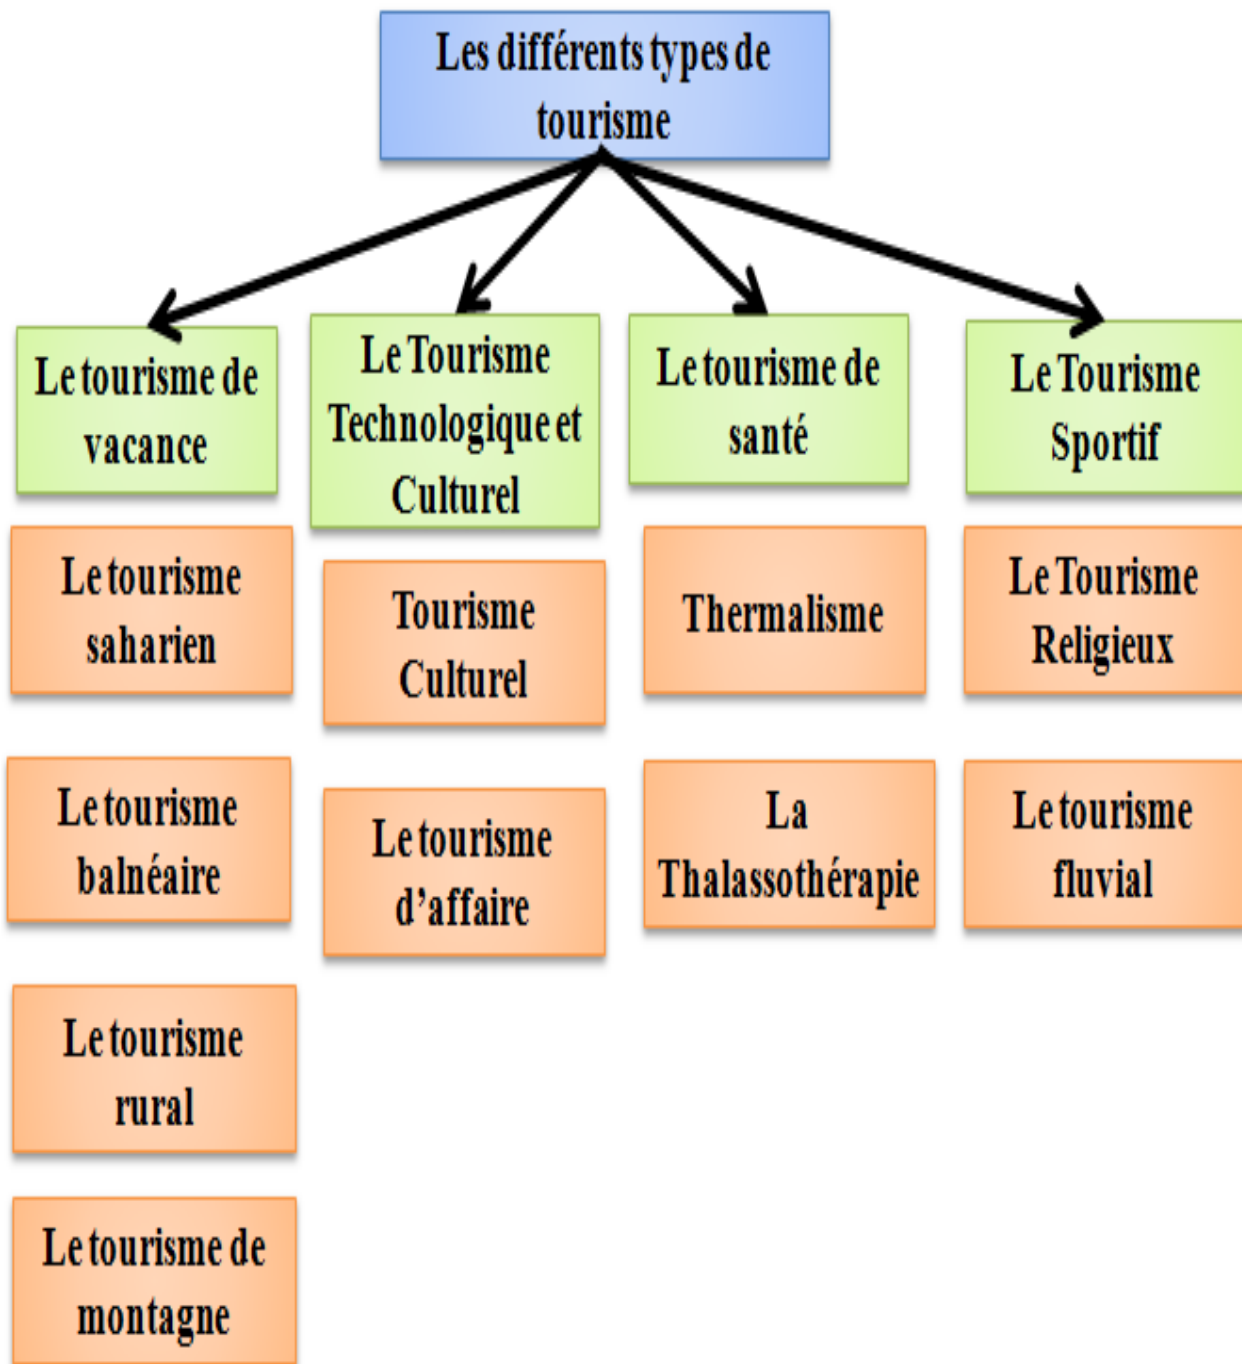 Les différents types de
tourisme
Le tourisme de
vacance
Le Tourisme
Technologique et
Culturel
Le tourisme de
santé
Le Tourisme
Sportif
Le tourisme
saharien
Tourisme
Culturel
Thermalisme
Le Tourisme
Religieux
Le tourisme
balnéaire
Le tourisme
d’affaire
La
Thalassothérapie
Le tourisme
fluvial
Le tourisme
rural
Le tourisme de
montagne